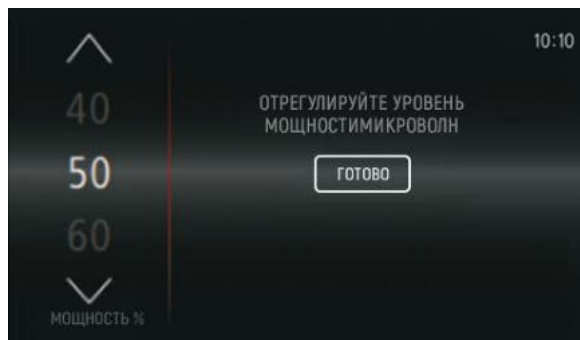 10:10
40
50
60
МОЩНОСТЬ %
ОТРЕГУЛИРУЙТЕ УРОВЕНЬ
МОЩНОСТИМИКРОВОЛН
ГОТОВО